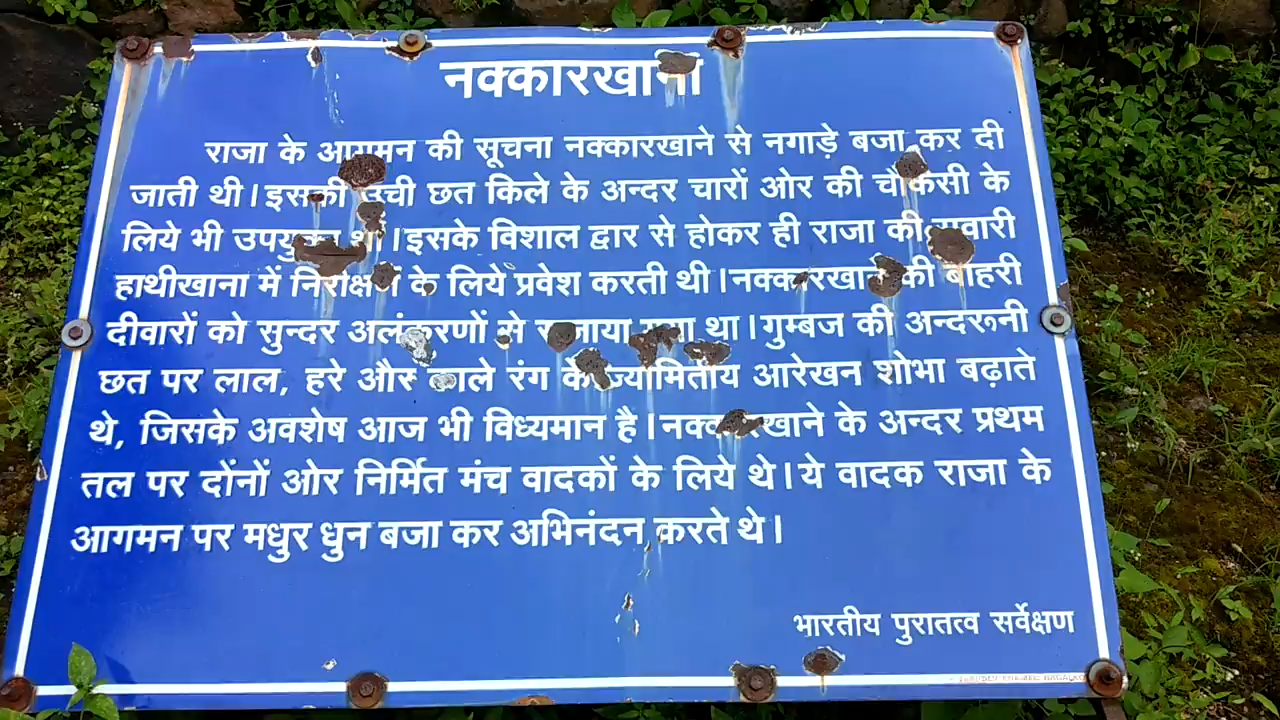 नक्कारखाना
राजा के आगमन की सूचना नक्कारखाने से नगाड़े बजा कर दी
जाती थी। इसकी उची छत किले के अन्दर चारों ओर की चौकसी के
लिये भी उपयुक्त थी। इसके विशाल द्वार से होकर ही राजा की सवारी
हाथीखाना में निरीक्षण के लिये प्रवेश करती थी। नक्कारखाने की बाहरी
दीवारों को सुन्दर अलंकरणों से सजाया गया था। गुम्बज की अन्दरूनी
छत पर लाल, हरे और काले रंग के ज्यामितीय आरेखन शोभा बढ़ाते
थे, जिसके अवशेष आज भी विध्यमान है। नक्कारखाने के अन्दर प्रथम
तल पर दोंनों ओर निर्मित मंच वादकों के लिये थे। ये वादक राजा के
आगमन पर मधुर धुन बजा कर अभिनंदन करते थे।
भारतीय पुरातत्व सर्वेक्षण